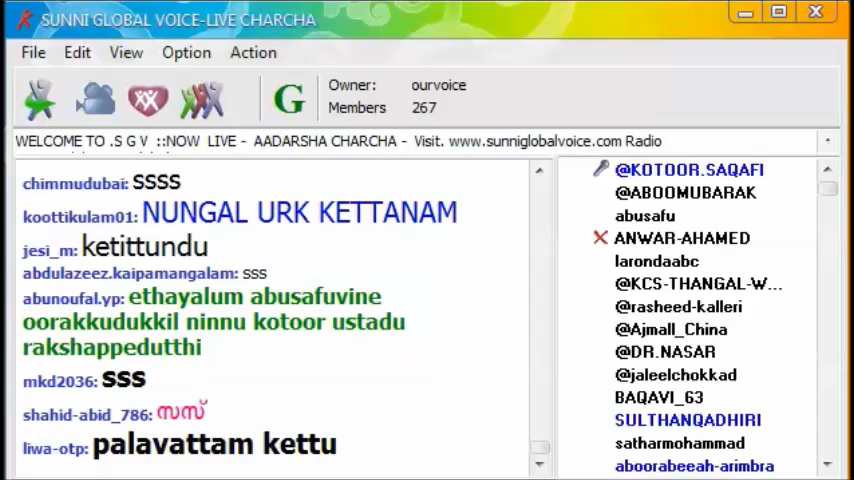 SUNNI GLOBAL VOICE-LIVE CHARCHA
File Edit View Option Action
G
Owner: ourvoice
Members 267
WELCOME TO .S G V ::NOW LIVE - AADARSHA CHARCHA - Visit. www.sunniglobalvoice.com Radio
chimmudubai: SSSS
koottikulam01: NUNGAL URK KETTANAM
jesi_m: ketittundu
abdulazeez.kaipamangalam: sss
abunoufal.yp: ethayalum abusafuvine
oorakkudukkil ninnu kotoor ustadu
rakshappedutthi
mkd2036: sss
shahid-abid_786: സസ്
liwa-otp: palavattam kettu
@KOTOOR.SAQAFI
@ABOOMUBARAK
abusafu
ANWAR-AHAMED
larondaabc
@KCS-THANGAL-W...
@rasheed-kalleri
@Ajmall_China
@DR.NASAR
@jaleelchokkad
BAQAVI_63
SULTHANQADHIRI
satharmohammad
aboorabeeah-arimbra